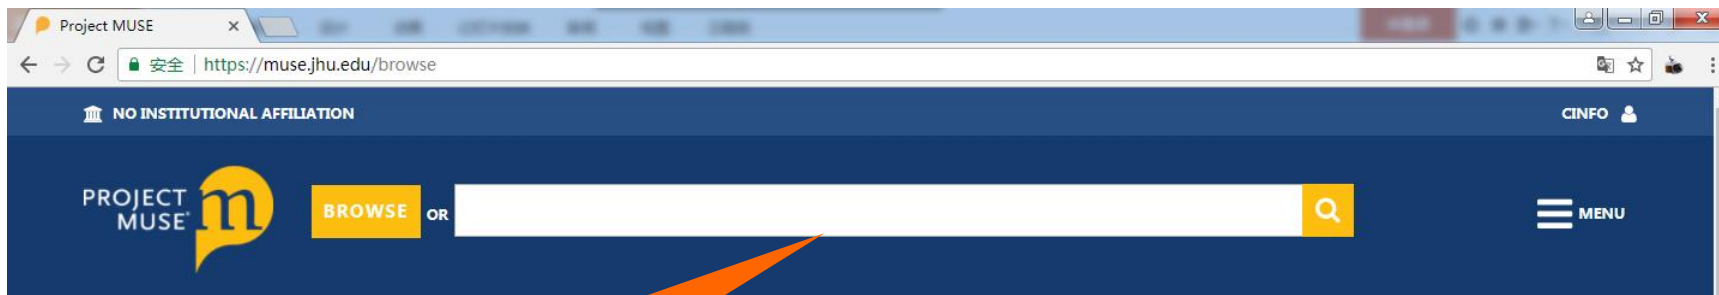 Project MUSE
安全 | https://muse.jhu.edu/browse
NO INSTITUTIONAL AFFILIATION
CINFO
PROJECT
MUSE
BROWSE OR
MENU